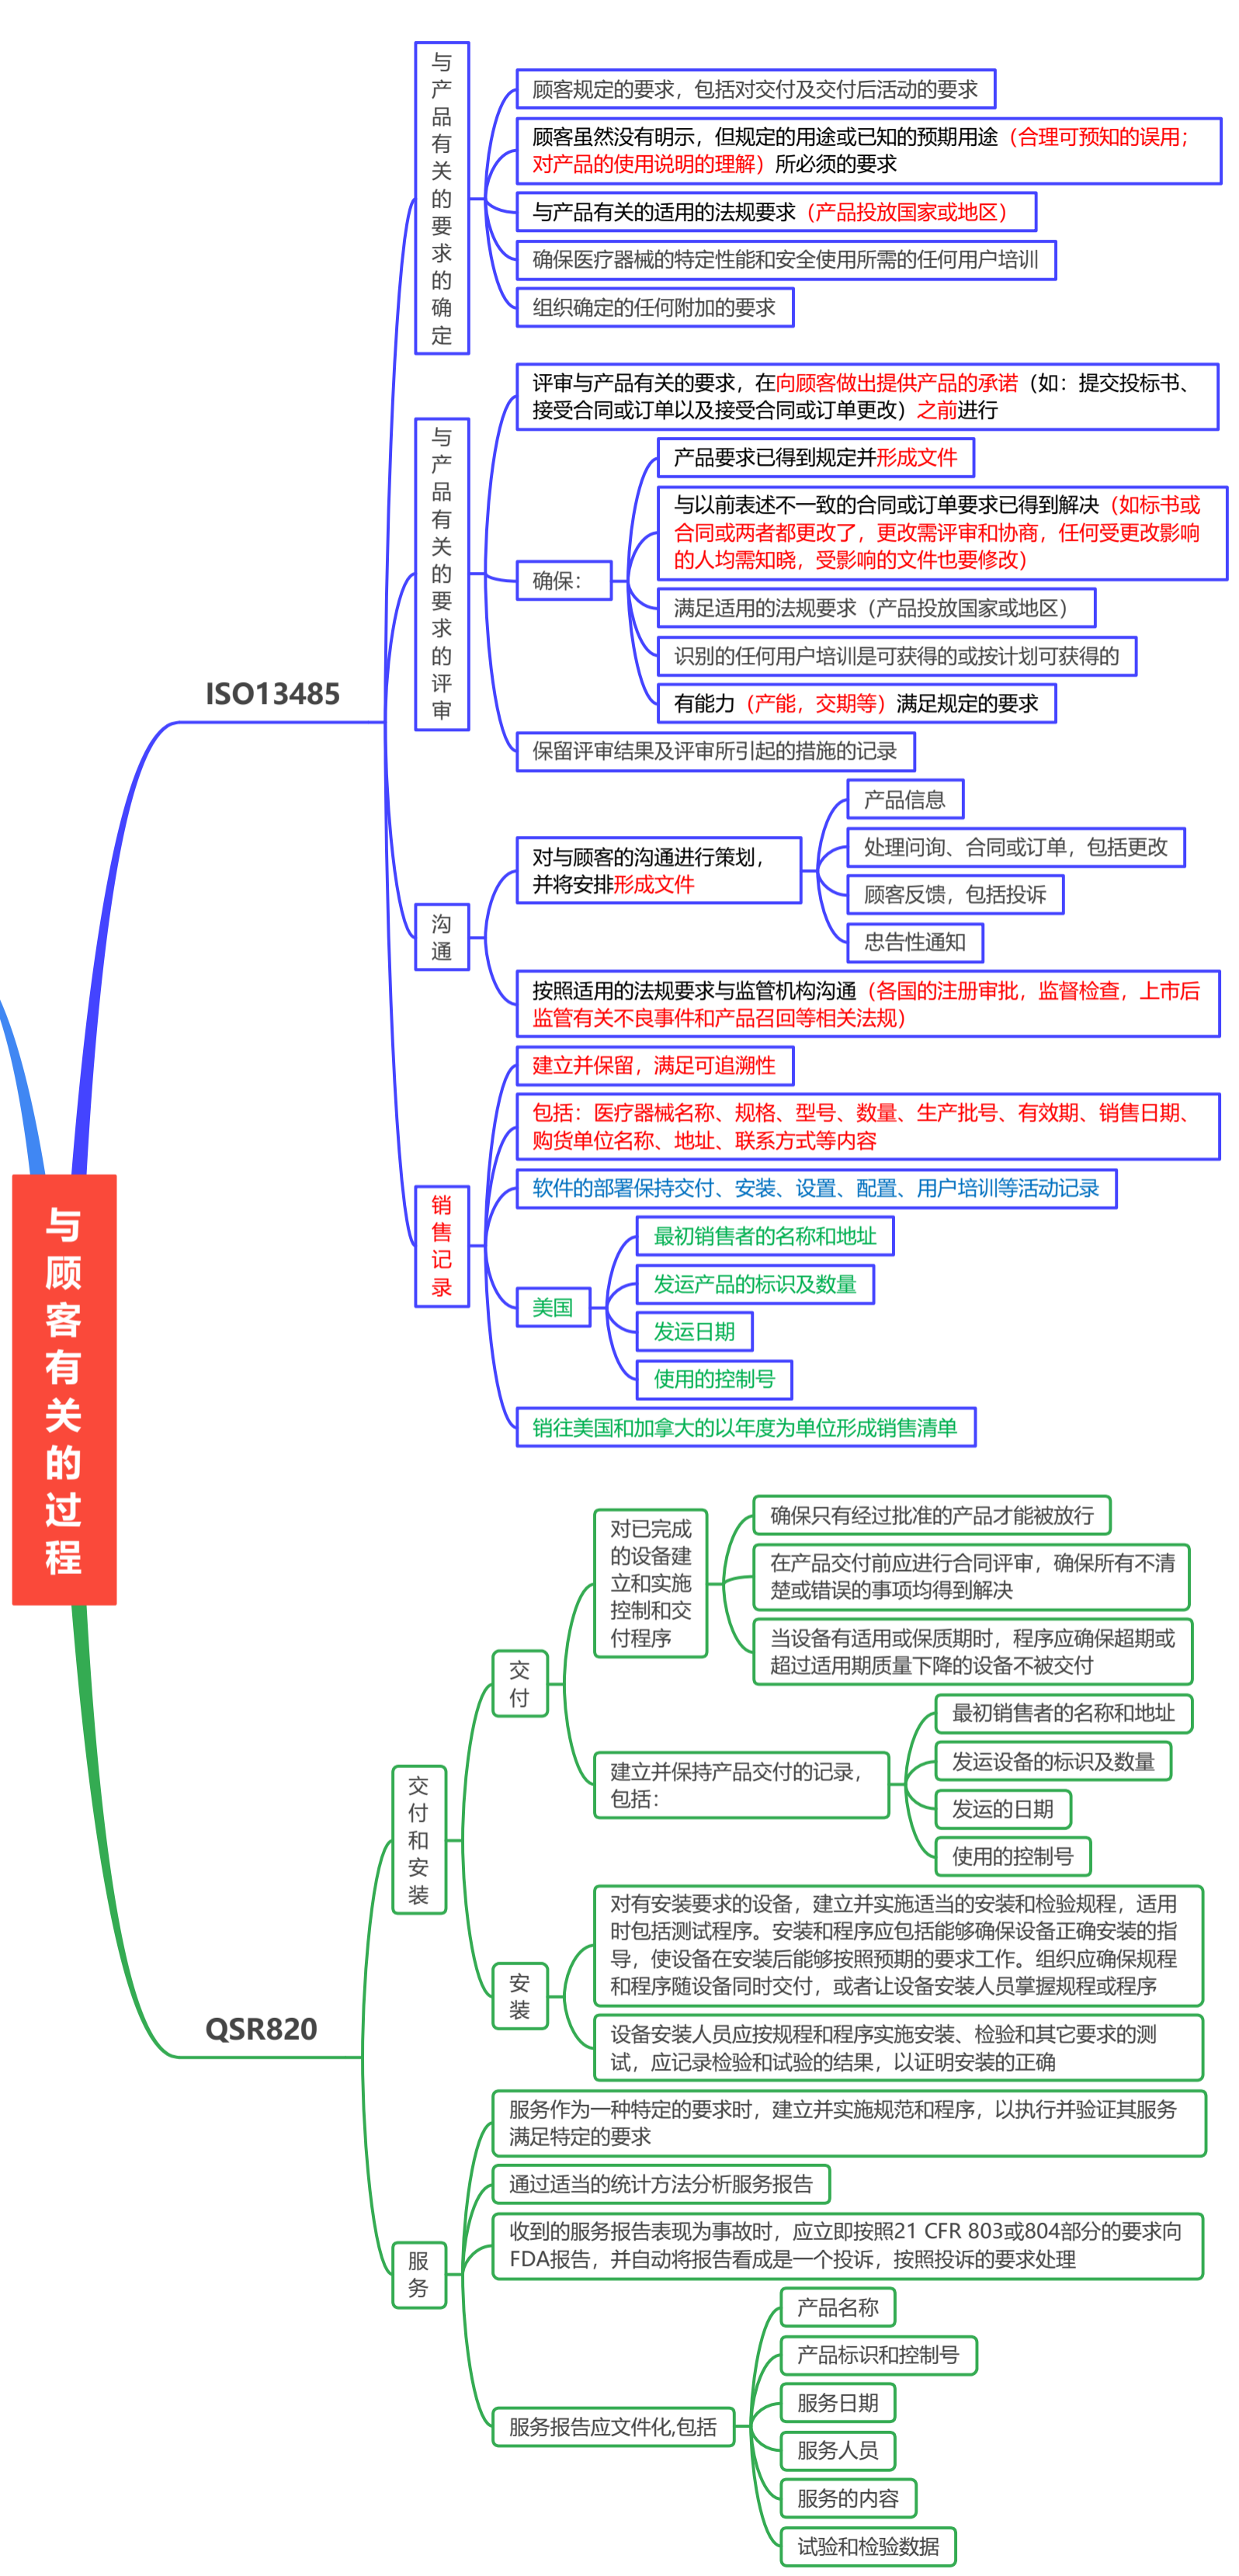 与顾客有关的过程
ISO13485
与产品有关的要求的确定
顾客规定的要求，包括对交付及交付后活动的要求
顾客虽然没有明示，但规定的用途或已知的预期用途（合理可预知的误用；
对产品的使用说明的理解）所必须的要求
与产品有关的适用的法规要求（产品投放国家或地区）
确保医疗器械的特定性能和安全使用所需的任何用户培训
组织确定的任何附加的要求
与产品有关的要求的评审
评审与产品有关的要求，在向顾客做出提供产品的承诺（如：提交投标书、
接受合同或订单以及接受合同或订单更改）之前进行
确保：
产品要求已得到规定并形成文件
与以前表述不一致的合同或订单要求已得到解决（如标书或
合同或两者都更改了，更改需评审和协商，任何受更改影响
的人均需知晓，受影响的文件也要修改）
满足适用的法规要求（产品投放国家或地区）
识别的任何用户培训是可获得的或按计划可获得的
有能力（产能，交期等）满足规定的要求
保留评审结果及评审所引起的措施的记录
沟通
对与顾客的沟通进行策划，
并将安排形成文件
产品信息
处理问询、合同或订单，包括更改
顾客反馈，包括投诉
忠告性通知
按照适用的法规要求与监管机构沟通（各国的注册审批，监督检查，上市后
监管有关不良事件和产品召回等相关法规）
销售记录
建立并保留，满足可追溯性
包括：医疗器械名称、规格、型号、数量、生产批号、有效期、销售日期、
购货单位名称、地址、联系方式等内容
软件的部署保持交付、安装、设置、配置、用户培训等活动记录
美国
最初销售者的名称和地址
发运产品的标识及数量
发运日期
使用的控制号
销往美国和加拿大的以年度为单位形成销售清单
QSR820
交付和安装
交付
对已完成
的设备建
立和实施
控制和交
付程序
确保只有经过批准的产品才能被放行
在产品交付前应进行合同评审，确保所有不清
楚或错误的事项均得到解决
当设备有适用或保质期时，程序应确保超期或
超过适用期质量下降的设备不被交付
建立并保持产品交付的记录，
包括：
最初销售者的名称和地址
发运设备的标识及数量
发运的日期
使用的控制号
安装
对有安装要求的设备，建立并实施适当的安装和检验规程，适用
时包括测试程序。安装和程序应包括能够确保设备正确安装的指
导，使设备在安装后能够按照预期的要求工作。组织应确保规程
和程序随设备同时交付，或者让设备安装人员掌握规程或程序
设备安装人员应按规程和程序实施安装、检验和其它要求的测
试，应记录检验和试验的结果，以证明安装的正确
服务
服务作为一种特定的要求时，建立并实施规范和程序，以执行并验证其服务
满足特定的要求
通过适当的统计方法分析服务报告
收到的服务报告表现为事故时，应立即按照21 CFR 803或804部分的要求向
FDA报告，并自动将报告看成是一个投诉，按照投诉的要求处理
服务报告应文件化,包括
产品名称
产品标识和控制号
服务日期
服务人员
服务的内容
试验和检验数据